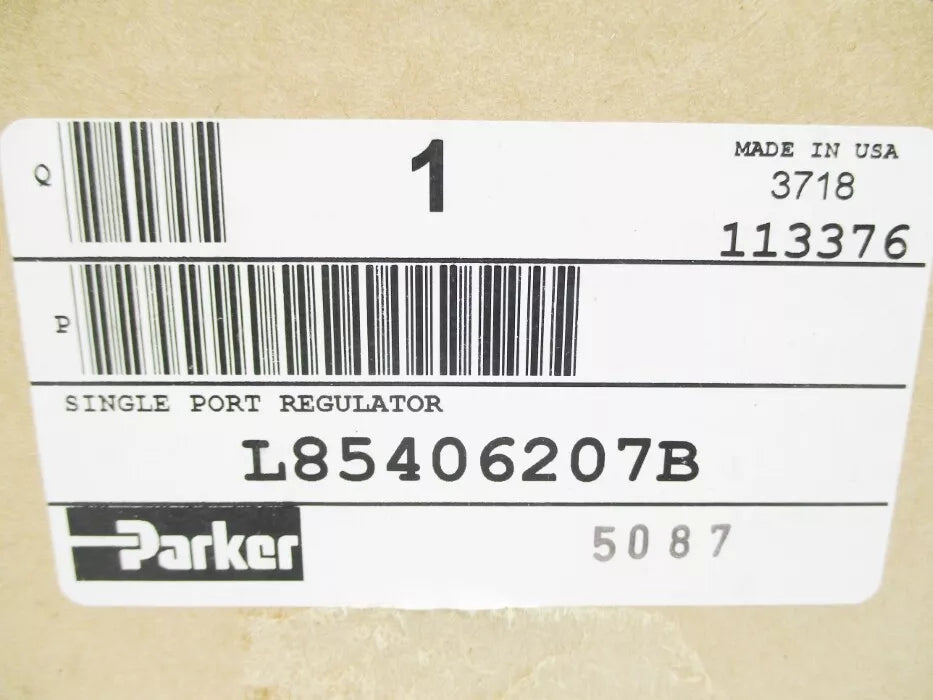 Q
1
MADE IN USA
3718
113376
P
SINGLE PORT REGULATOR
L85406207B
Parker
5087